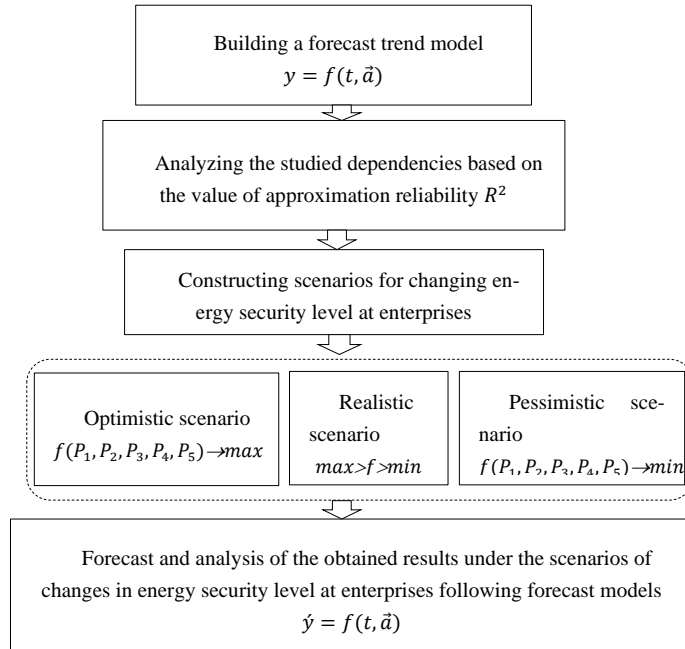 Building a forecast trend model
y = f(t, a⃗)
Analyzing the studied dependencies based on
the value of approximation reliability R²
Constructing scenarios for changing en-
ergy security level at enterprises
Optimistic scenario
f(P₁, P₂, P₃, P₄, P₅)→max
Realistic
scenario
max>f>min
Pessimistic sce-
nario
f(P₁, P₂, P₃, P₄, P₅)→min
Forecast and analysis of the obtained results under the scenarios of
changes in energy security level at enterprises following forecast models
ý = f(t, a⃗)